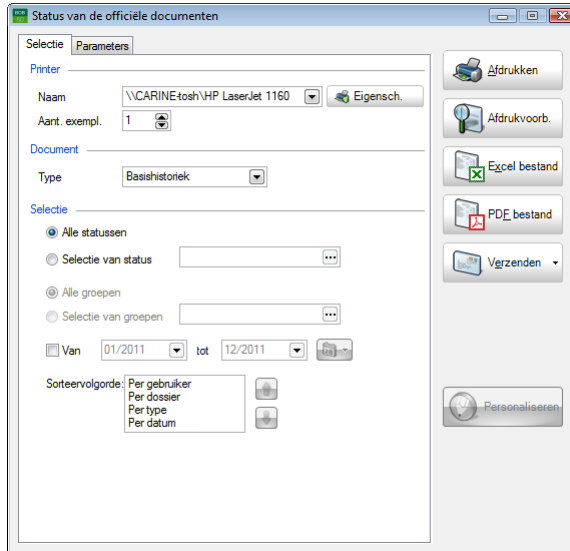 BOB 50 Status van de officiële documenten
Selectie Parameters
Printer
Naam \\CARINE-tosh\HP LaserJet 1160 Eigensch.
Aant. exempl. 1
Document
Type Basishistoriek
Selectie
Alle statussen
Selectie van status ...
Alle groepen
Selectie van groepen ...
Van 01/2011 tot 12/2011
Sorteervolgorde: Per gebruiker
Per dossier
Per type
Per datum
Afdrukken
Afdrukvoorb.
Excel bestand
PDF bestand
Verzenden
Personaliseren